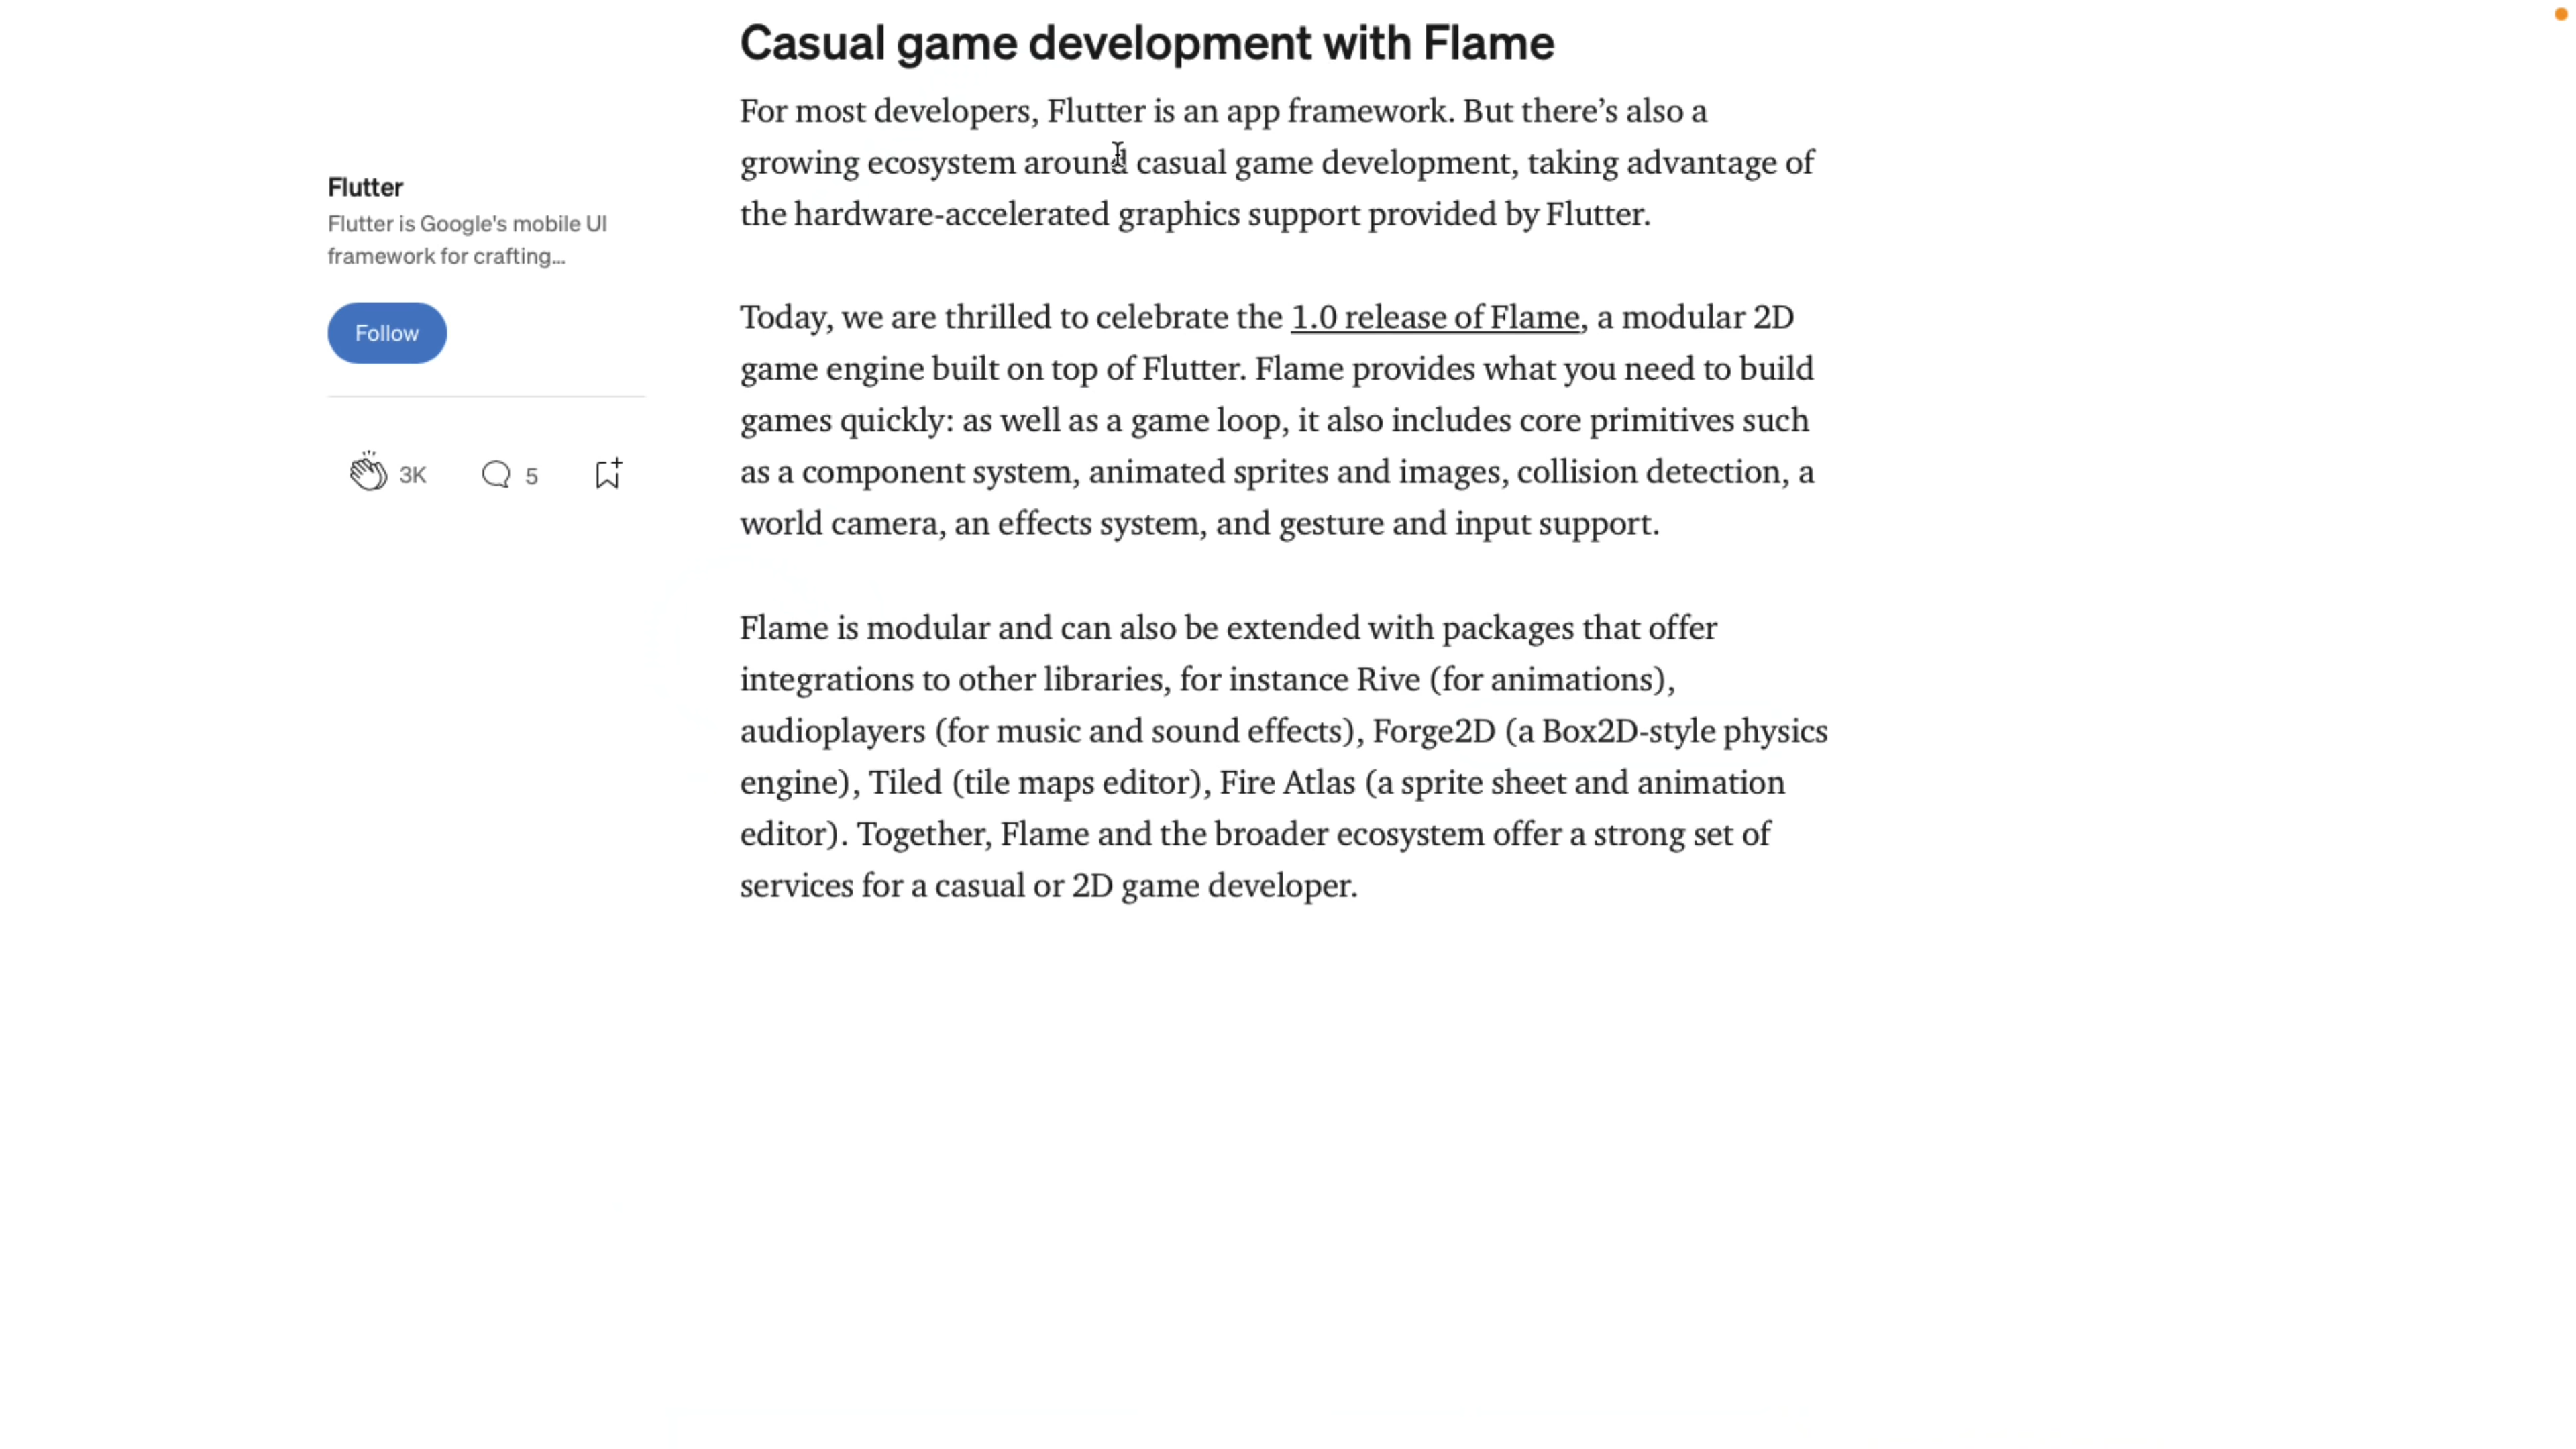 Casual game development with Flame
For most developers, Flutter is an app framework. But there’s also a
growing ecosystem around casual game development, taking advantage of
the hardware-accelerated graphics support provided by Flutter.
Today, we are thrilled to celebrate the 1.0 release of Flame, a modular 2D
game engine built on top of Flutter. Flame provides what you need to build
games quickly: as well as a game loop, it also includes core primitives such
as a component system, animated sprites and images, collision detection, a
world camera, an effects system, and gesture and input support.
Flame is modular and can also be extended with packages that offer
integrations to other libraries, for instance Rive (for animations),
audioplayers (for music and sound effects), Forge2D (a Box2D-style physics
engine), Tiled (tile maps editor), Fire Atlas (a sprite sheet and animation
editor). Together, Flame and the broader ecosystem offer a strong set of
services for a casual or 2D game developer.
Flutter
Flutter is Google's mobile UI
framework for crafting...
Follow
3K 5